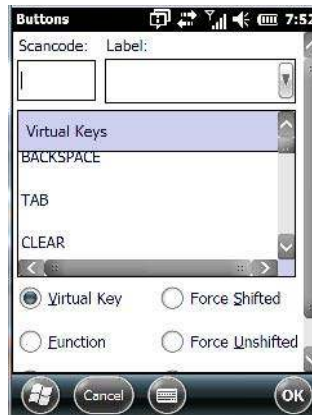 Buttons 7:52
Scancode: Label:
Virtual Keys
BACKSPACE
TAB
CLEAR
Virtual Key Force Shifted
Function Force Unshifted
Cancel OK